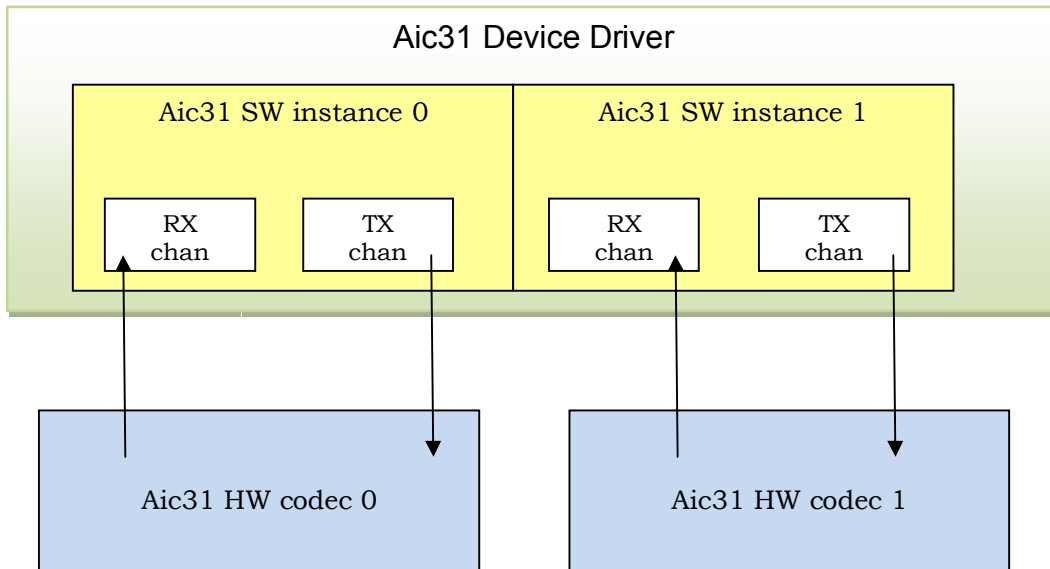 Aic31 Device Driver
Aic31 SW instance 0
Aic31 SW instance 1
RX
chan
TX
chan
RX
chan
TX
chan
Aic31 HW codec 0
Aic31 HW codec 1